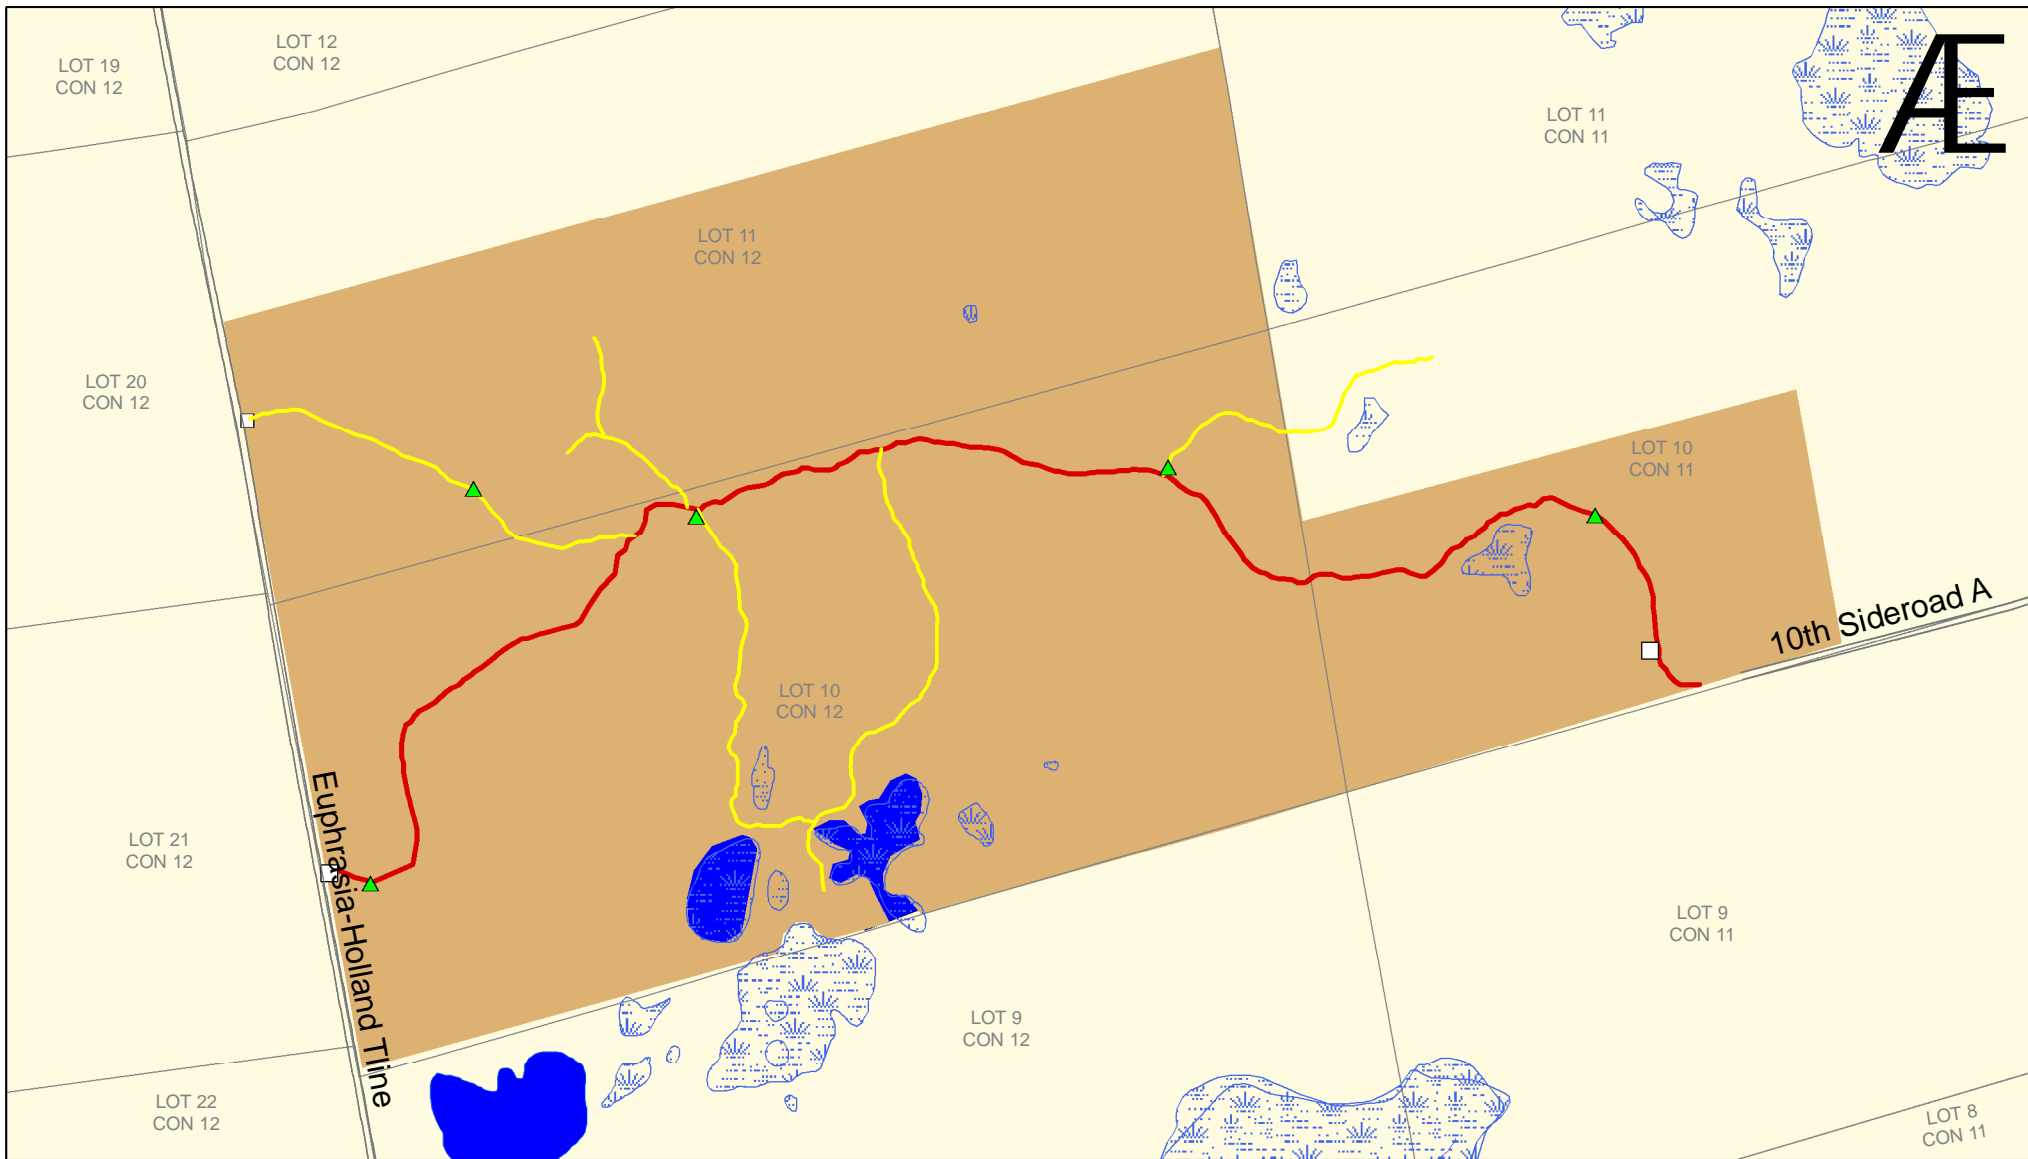 LOT 12
CON 12
LOT 19
CON 12
Æ
LOT 11
CON 11
LOT 11
CON 12
LOT 20
CON 12
LOT 10
CON 11
10th Sideroad A
LOT 10
CON 12
Euphrasia-Holland Tline
LOT 21
CON 12
LOT 9
CON 11
LOT 9
CON 12
LOT 22
CON 12
LOT 8
CON 11